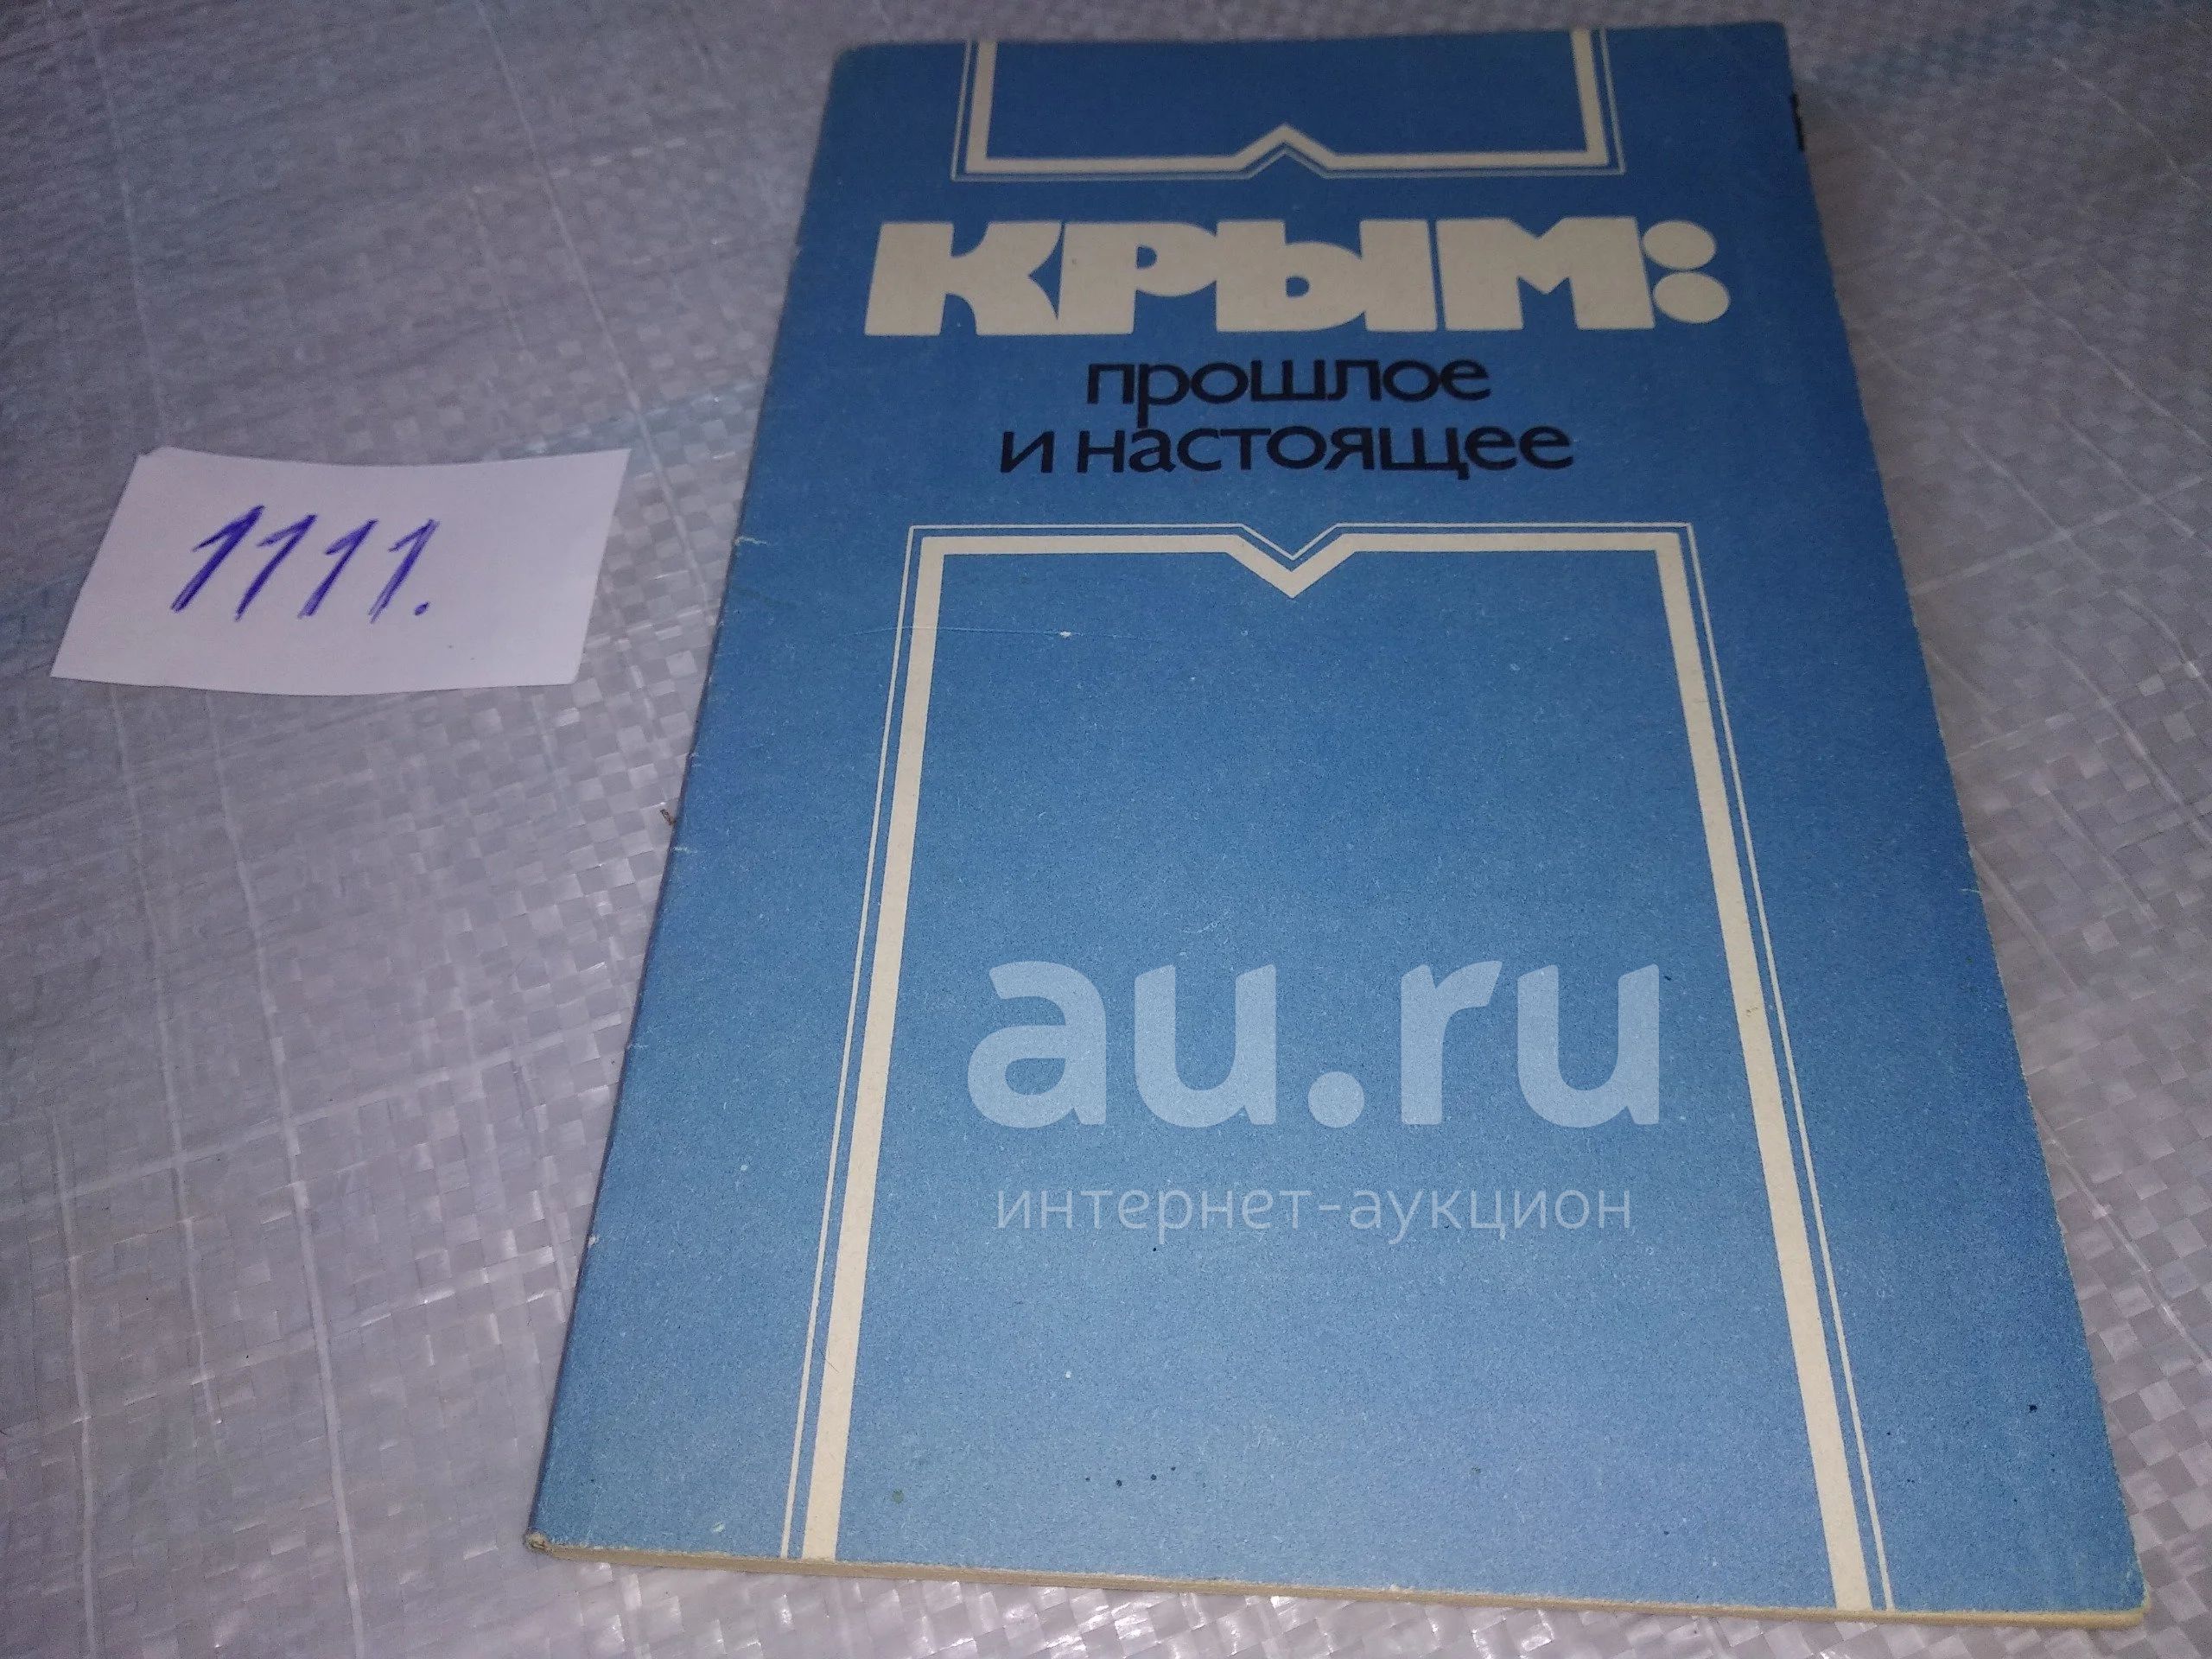 КРЫМ:
прошлое
и настоящее
1111.
au.ru
интернет-аукцион